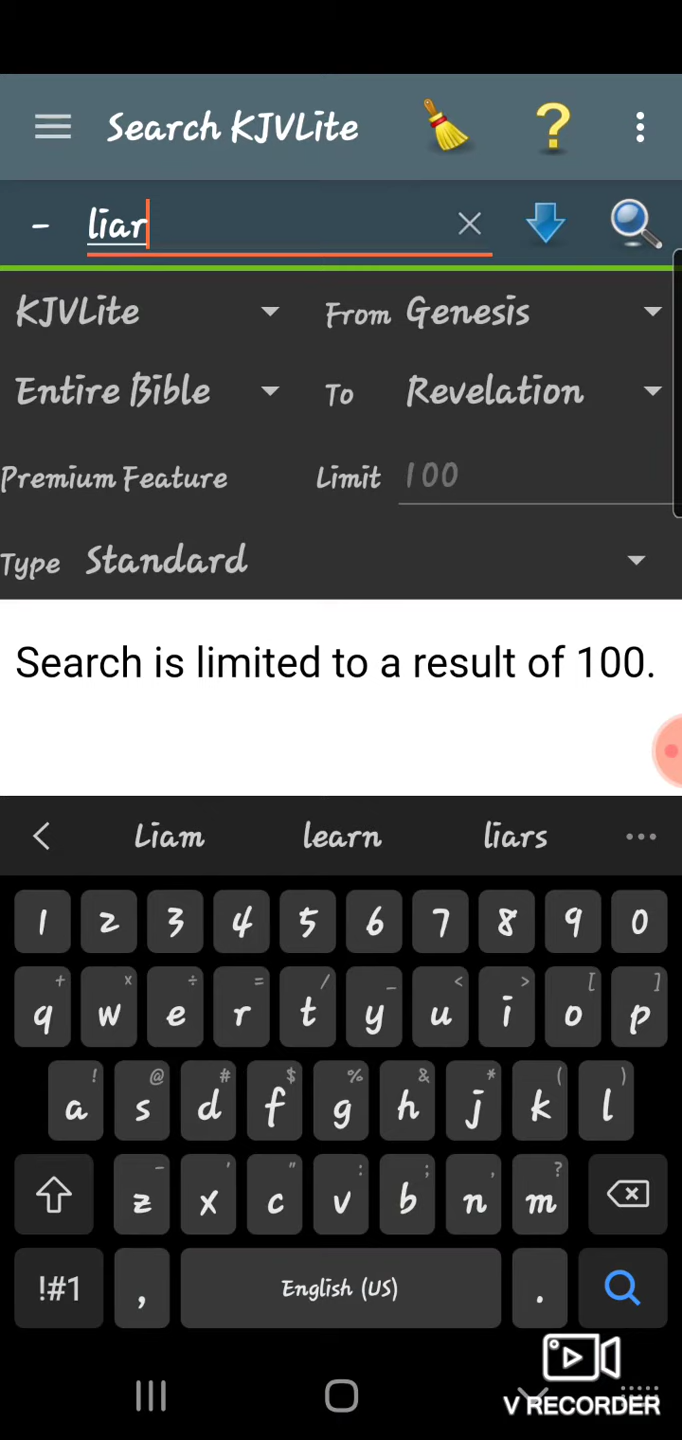 Search KJVLite ?
- liar
KJVLite From Genesis
Entire Bible To Revelation
Premium Feature Limit 100
Type Standard
Search is limited to a result of 100.
Liam learn liars
1 2 3 4 5 6 7 8 9 0
+ × ÷ = / _ < > [ ]
q w e r t y u i o p
! @ # $ % & * ( )
a s d f g h j k l
- ' " : ; , ?
z x c v b n m
!#1 , English (US) .
V RECORDER